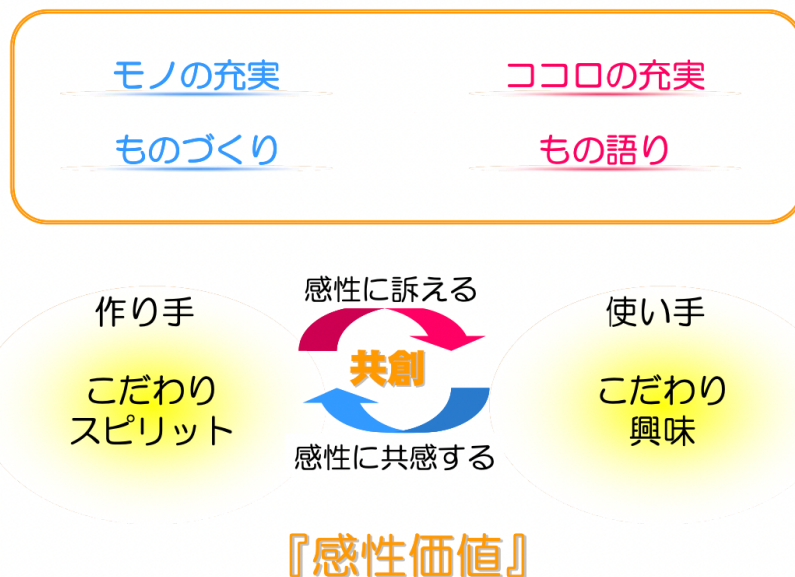 モノの充実
ココロの充実
ものづくり
もの語り
感性に訴える
作り手
使い手
共創
こだわり
スピリット
こだわり
興味
感性に共感する
『感性価値』